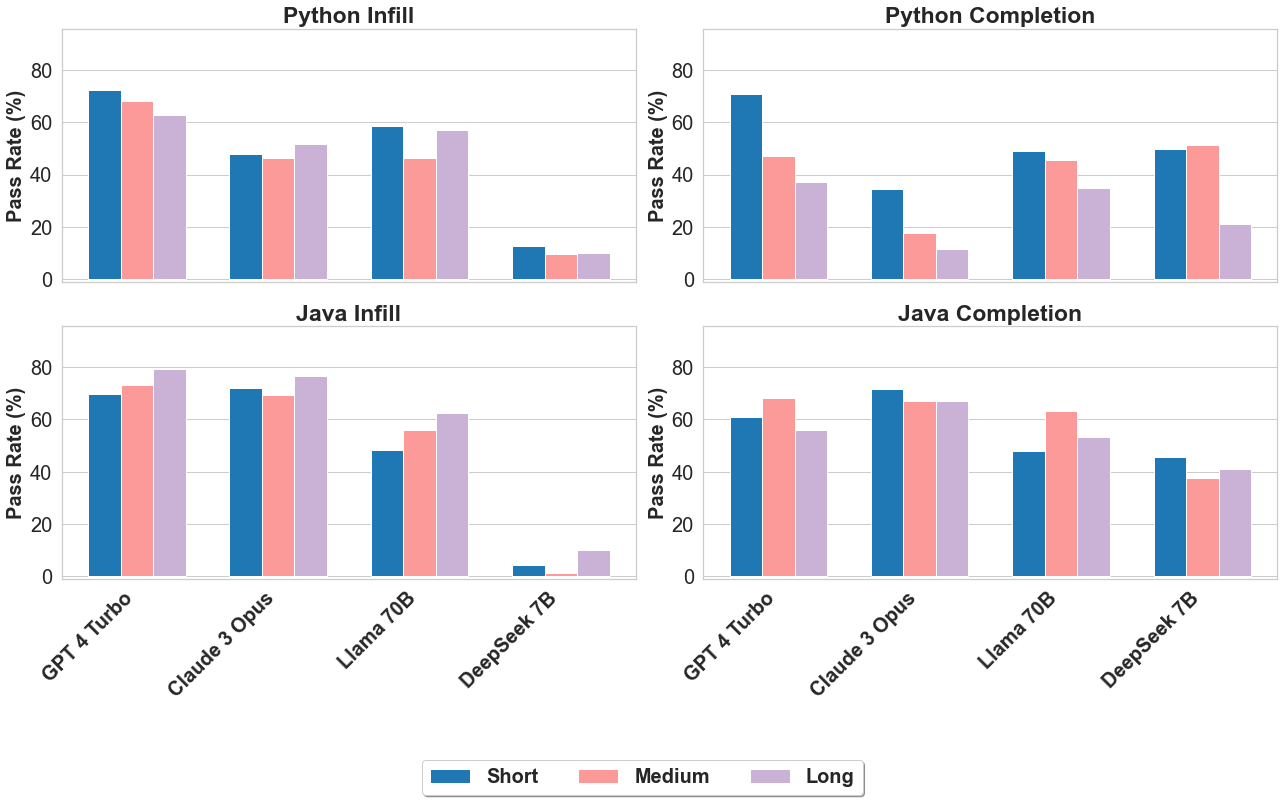 Python Infill
Pass Rate (%)
80
60
40
20
0
Python Completion
Pass Rate (%)
80
60
40
20
0
Java Infill
Pass Rate (%)
80
60
40
20
0
GPT 4 Turbo
Claude 3 Opus
Llama 70B
DeepSeek 7B
Java Completion
Pass Rate (%)
80
60
40
20
0
GPT 4 Turbo
Claude 3 Opus
Llama 70B
DeepSeek 7B
Short Medium Long